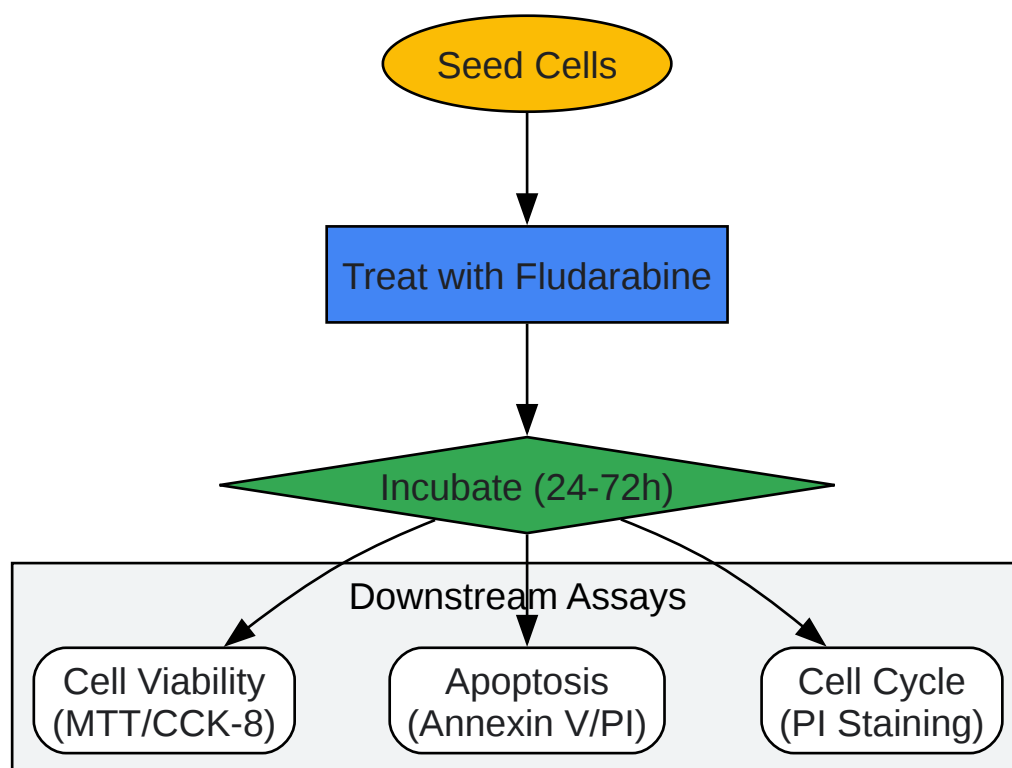 Seed Cells
Treat with Fludarabine
Incubate (24-72h)
Downstream Assays
Cell Viability
(MTT/CCK-8)
Apoptosis
(Annexin V/PI)
Cell Cycle
(PI Staining)